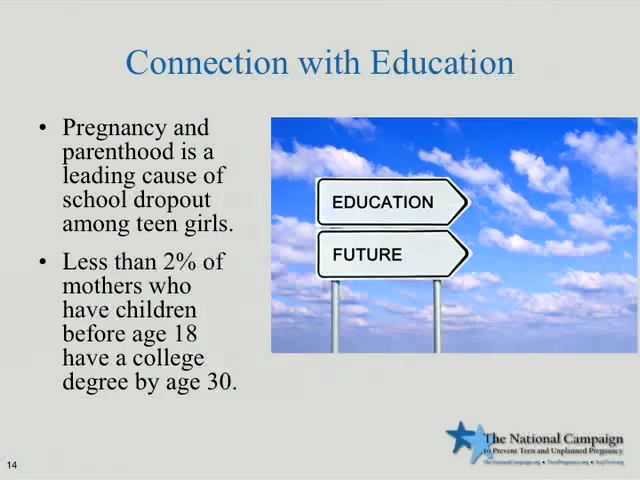 Connection with Education
• Pregnancy and
parenthood is a
leading cause of
school dropout
among teen girls.
• Less than 2% of
mothers who
have children
before age 18
have a college
degree by age 30.
EDUCATION
FUTURE
The National Campaign
to Prevent Teen and Unplanned Pregnancy
14